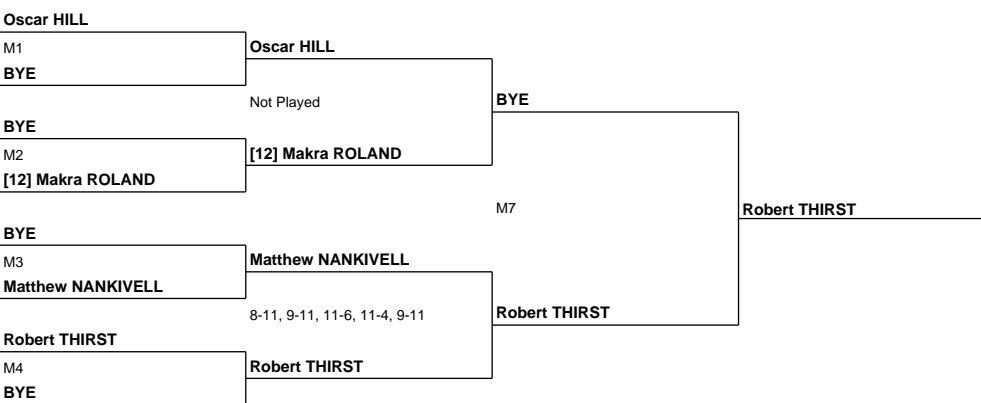 Oscar HILL
M1
BYE
Oscar HILL
Not Played
BYE
BYE
M2
[12] Makra ROLAND
[12] Makra ROLAND
M7
Robert THIRST
BYE
M3
Matthew NANKIVELL
Matthew NANKIVELL
8-11, 9-11, 11-6, 11-4, 9-11
Robert THIRST
Robert THIRST
M4
BYE
Robert THIRST